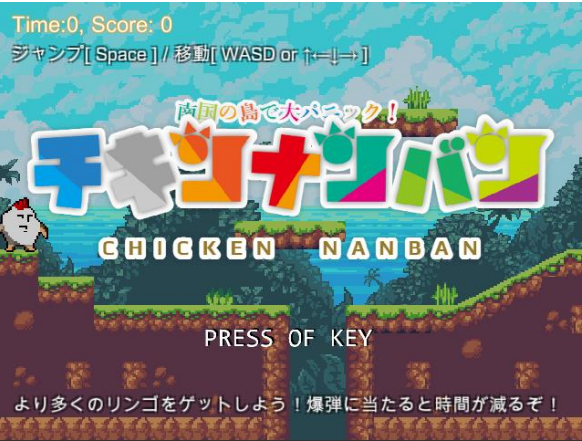 Time:0, Score: 0
ジャンプ[ Space ] / 移動[ WASD or ↑←↓→ ]
南国の島で大パニック！
チキンナンバン
CHICKEN NANBAN
PRESS OF KEY
より多くのリンゴをゲットしよう！爆弾に当たると時間が減るぞ！